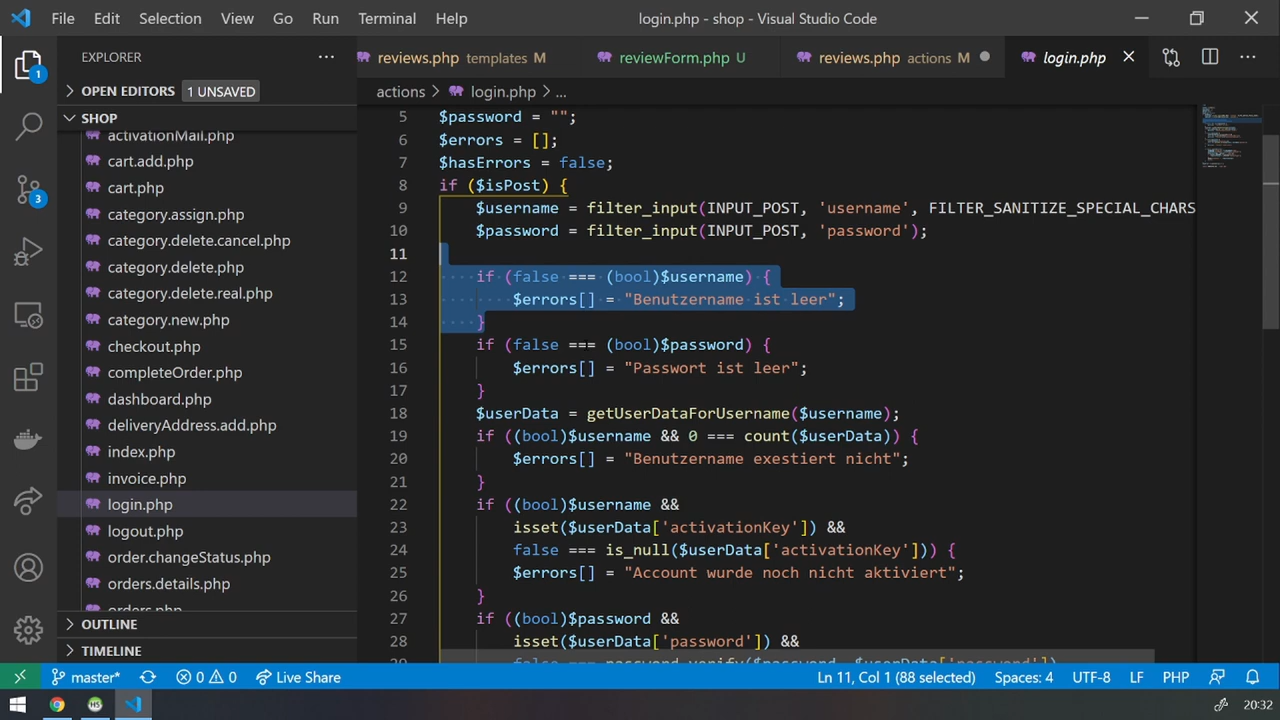 File Edit Selection View Go Run Terminal Help login.php - shop - Visual Studio Code
EXPLORER ···
1
OPEN EDITORS 1 UNSAVED
SHOP
activationMail.php
cart.add.php
cart.php
3
category.assign.php
category.delete.cancel.php
category.delete.php
category.delete.real.php
category.new.php
checkout.php
completeOrder.php
dashboard.php
deliveryAddress.add.php
index.php
invoice.php
login.php
logout.php
order.changeStatus.php
orders.details.php
orders.php
OUTLINE
TIMELINE
reviews.php templates M reviewForm.php U reviews.php actions M login.php ···
actions > login.php > ...
5 $password = "";
6 $errors = [];
7 $hasErrors = false;
8 if ($isPost) {
9 $username = filter_input(INPUT_POST, 'username', FILTER_SANITIZE_SPECIAL_CHARS
10 $password = filter_input(INPUT_POST, 'password');
11
12 if (false === (bool)$username) {
13 $errors[] = "Benutzername ist leer";
14 }
15 if (false === (bool)$password) {
16 $errors[] = "Passwort ist leer";
17 }
18 $userData = getUserDataForUsername($username);
19 if ((bool)$username && 0 === count($userData)) {
20 $errors[] = "Benutzername exestiert nicht";
21 }
22 if ((bool)$username &&
23 isset($userData['activationKey']) &&
24 false === is_null($userData['activationKey'])) {
25 $errors[] = "Account wurde noch nicht aktiviert";
26 }
27 if ((bool)$password &&
28 isset($userData['password']) &&
29 false === password_verify($password, $userData['password'])
master* 0 0 Live Share Ln 11, Col 1 (88 selected) Spaces: 4 UTF-8 LF PHP
20:32